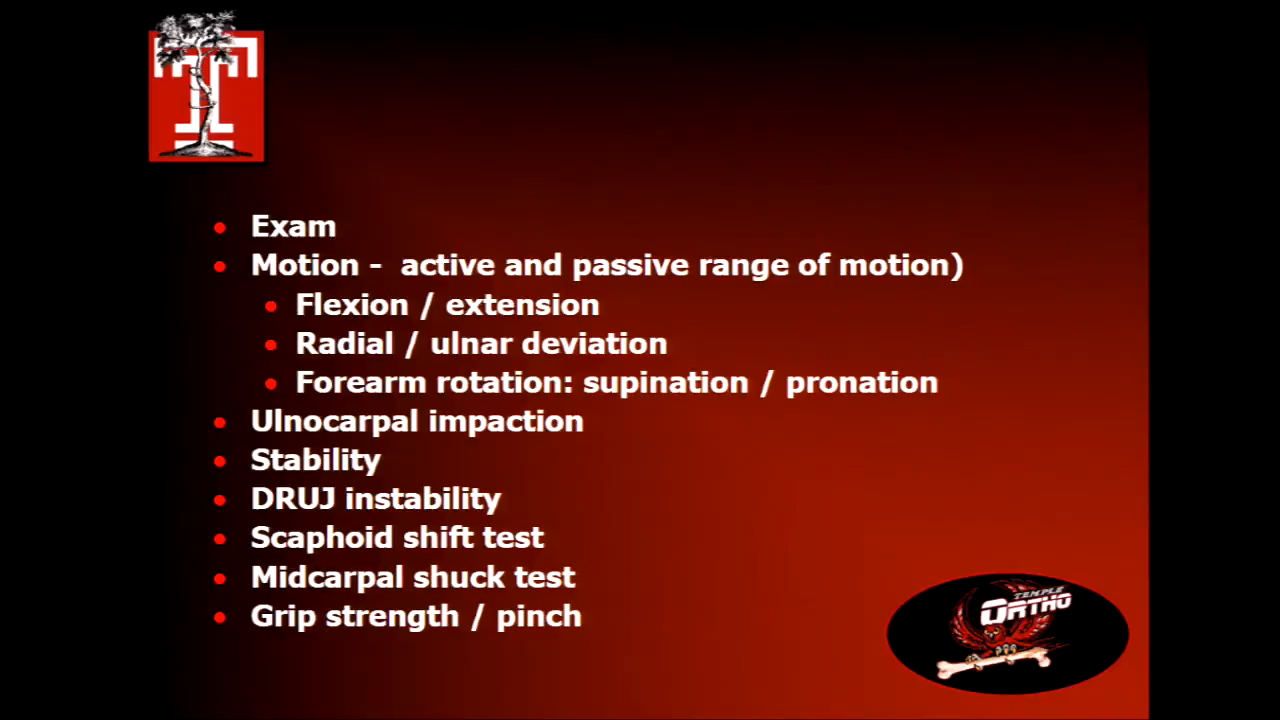 • Exam
• Motion -  active and passive range of motion)
• Flexion / extension
• Radial / ulnar deviation
• Forearm rotation: supination / pronation
• Ulnocarpal impaction
• Stability
• DRUJ instability
• Scaphoid shift test
• Midcarpal shuck test
• Grip strength / pinch
TEMPLE
ORTHO